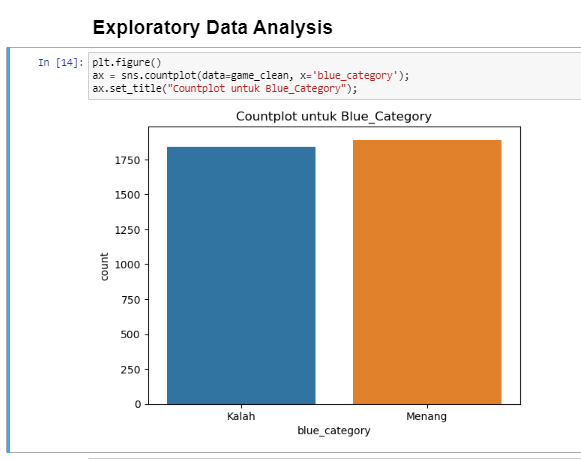 Exploratory Data Analysis
In [14]: plt.figure()
ax = sns.countplot(data=game_clean, x='blue_category');
ax.set_title("Countplot untuk Blue_Category");
Countplot untuk Blue_Category
1750
1500
1250
1000
750
500
250
0
count
Kalah Menang
blue_category